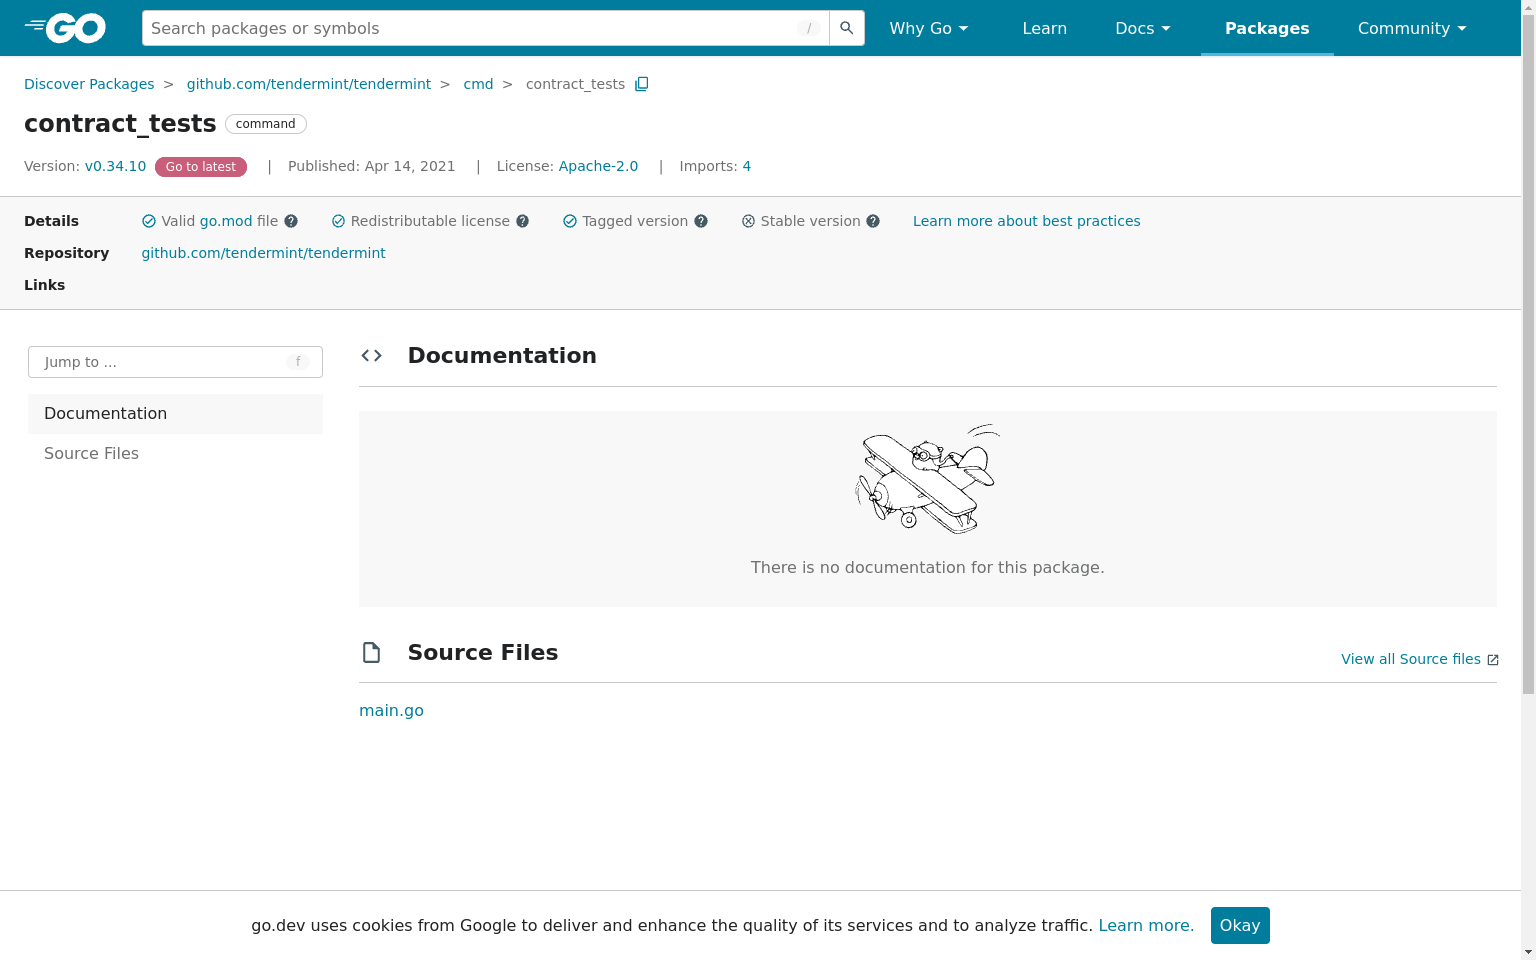 GO
Search packages or symbols /
Why Go
Learn
Docs
Packages
Community
Discover Packages > github.com/tendermint/tendermint > cmd > contract_tests
contract_tests command
Version: v0.34.10 Go to latest | Published: Apr 14, 2021 | License: Apache-2.0 | Imports: 4
Details Valid go.mod file Redistributable license Tagged version Stable version Learn more about best practices
Repository github.com/tendermint/tendermint
Links
Jump to ... f
Documentation
Source Files
Documentation
There is no documentation for this package.
Source Files
View all Source files
main.go
go.dev uses cookies from Google to deliver and enhance the quality of its services and to analyze traffic. Learn more. Okay